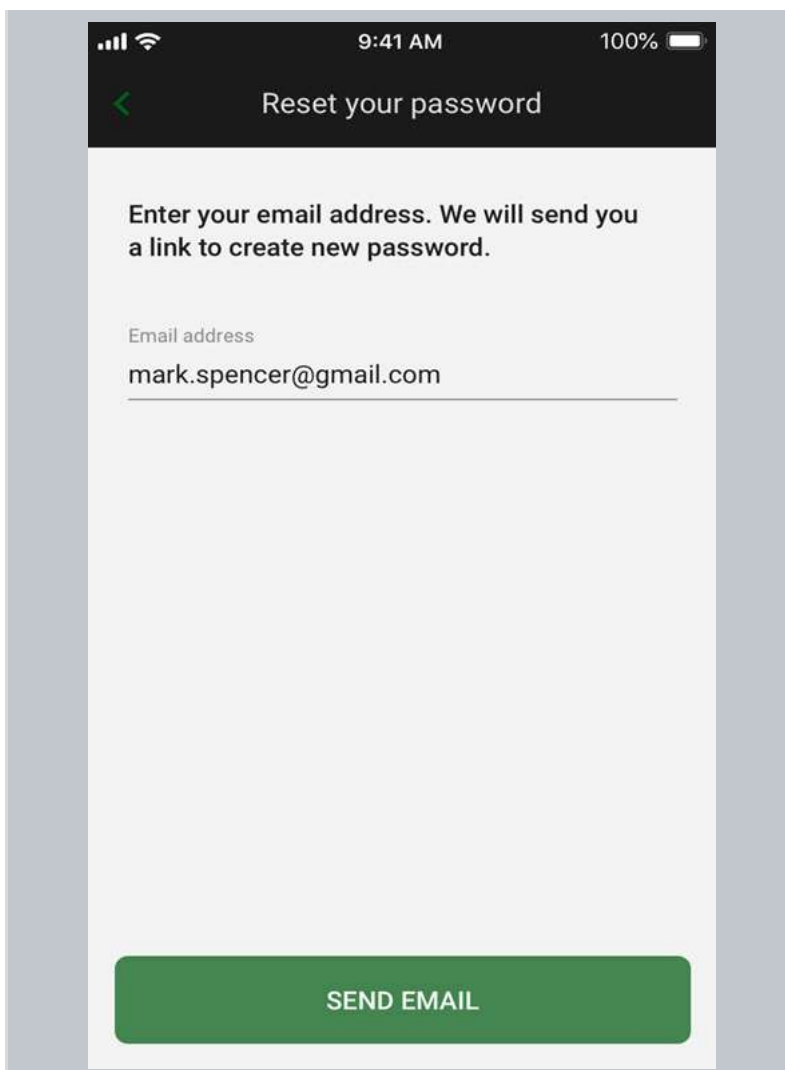 9:41 AM 100%
Reset your password
Enter your email address. We will send you
a link to create new password.
Email address
mark.spencer@gmail.com
SEND EMAIL